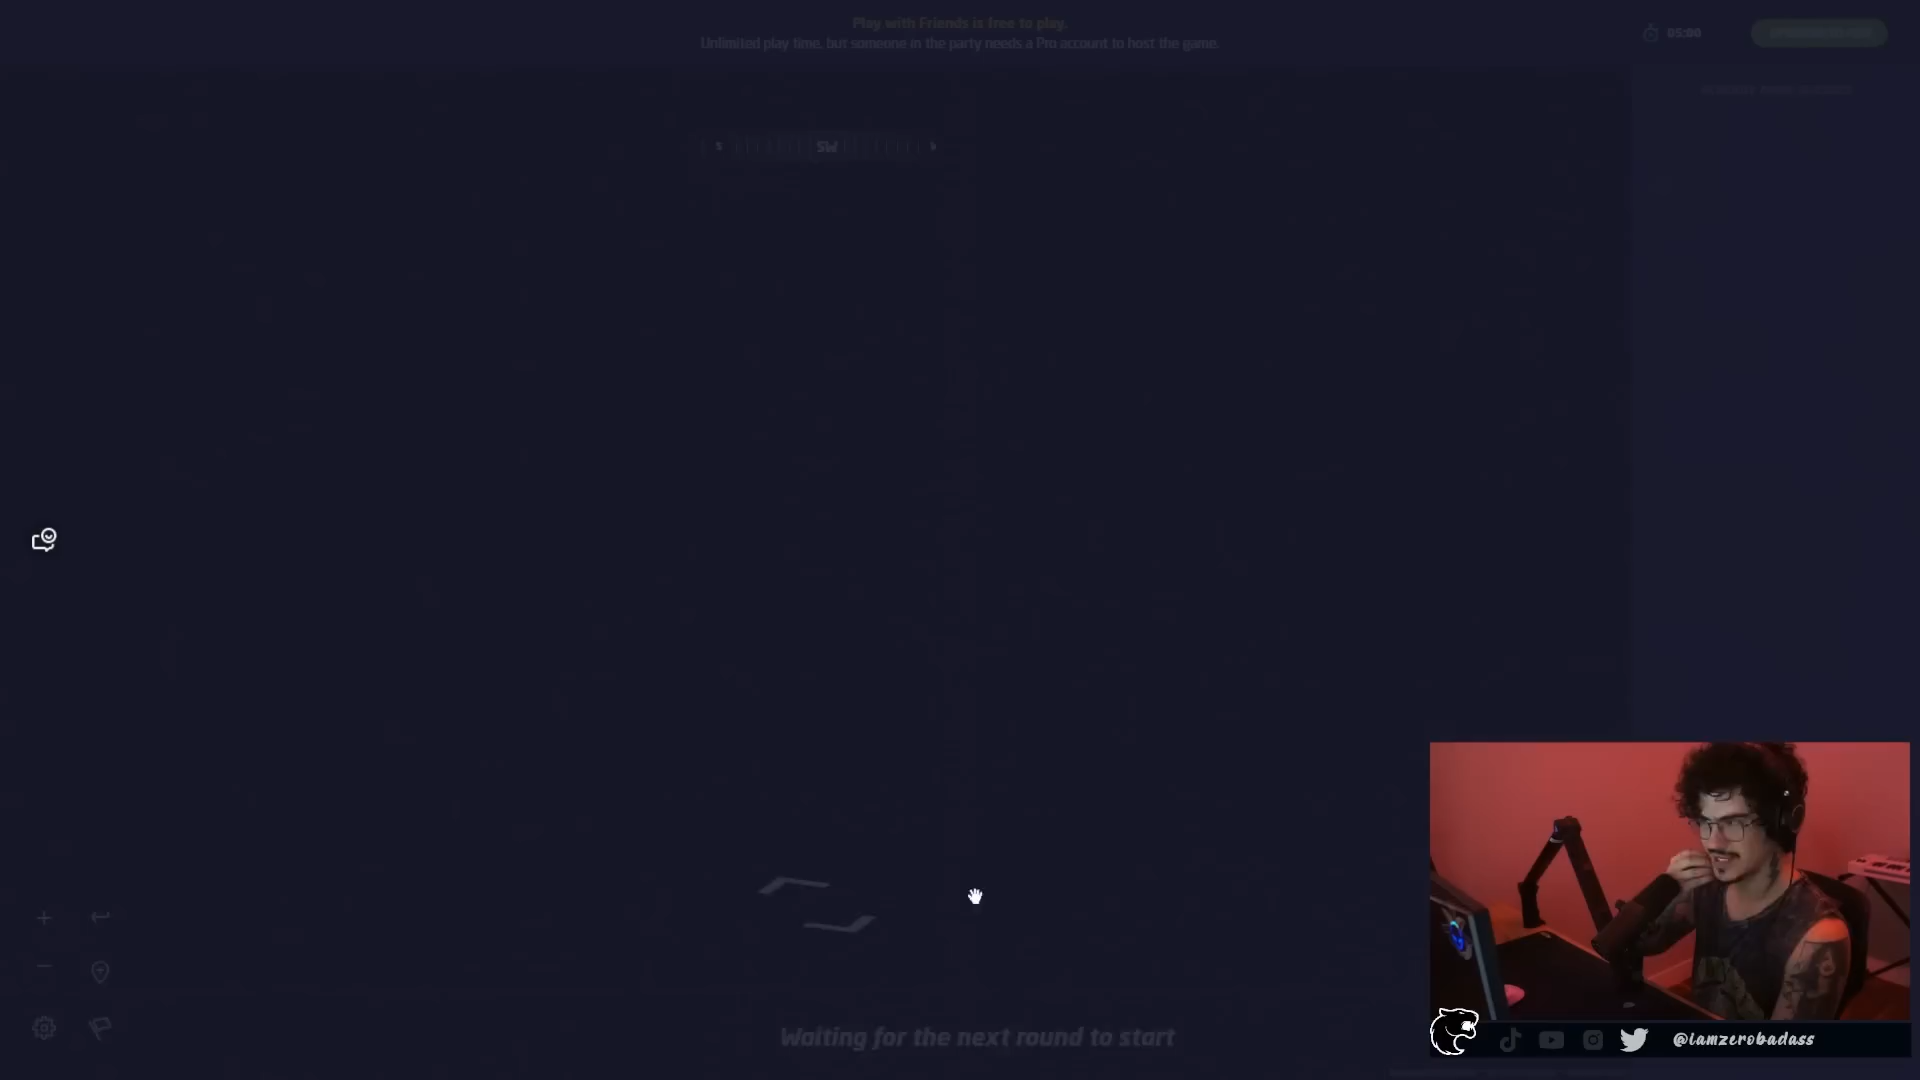 Play with Friends is free to play.
Unlimited play time, but someone in the party needs a Pro account to host the game.
05:00
S SW
Waiting for the next round to start
@iamzerobadass